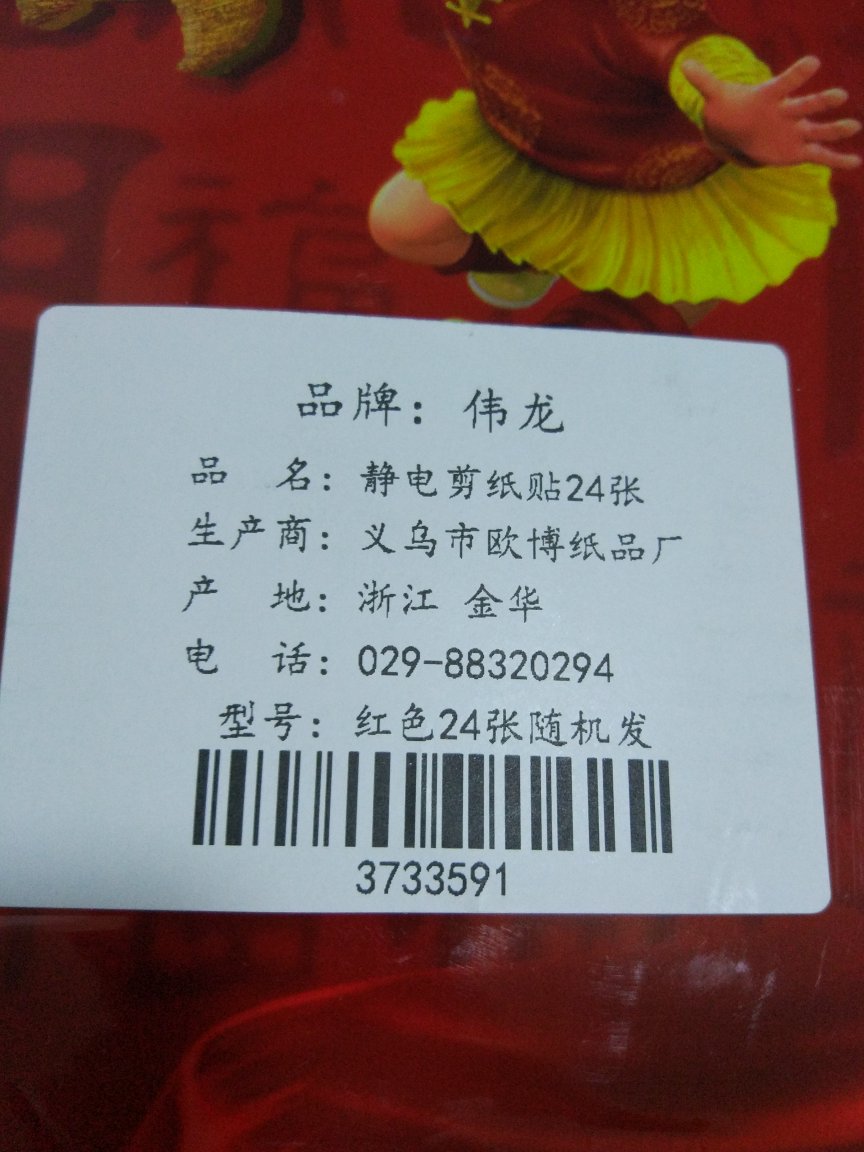 品牌：伟龙
品 名：静电剪纸贴24张
生产商：义乌市欧博纸品厂
产 地：浙江 金华
电 话：029-88320294
型号：红色24张随机发
3733591